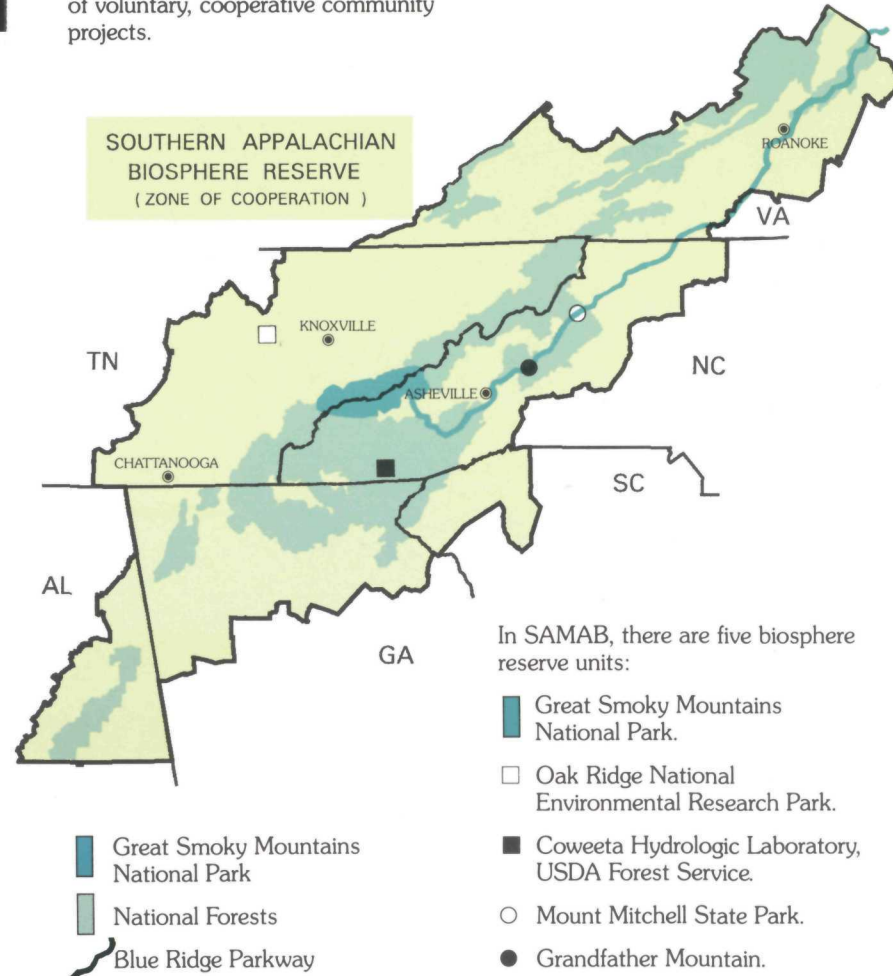 of voluntary, cooperative community
projects.
SOUTHERN APPALACHIAN
BIOSPHERE RESERVE
( ZONE OF COOPERATION )
ROANOKE
VA
KNOXVILLE
TN
NC
ASHEVILLE
CHATTANOOGA
SC
AL
GA
In SAMAB, there are five biosphere
reserve units:
Great Smoky Mountains
National Park.
Oak Ridge National
Environmental Research Park.
Coweeta Hydrologic Laboratory,
USDA Forest Service.
Mount Mitchell State Park.
Grandfather Mountain.
Great Smoky Mountains
National Park
National Forests
Blue Ridge Parkway